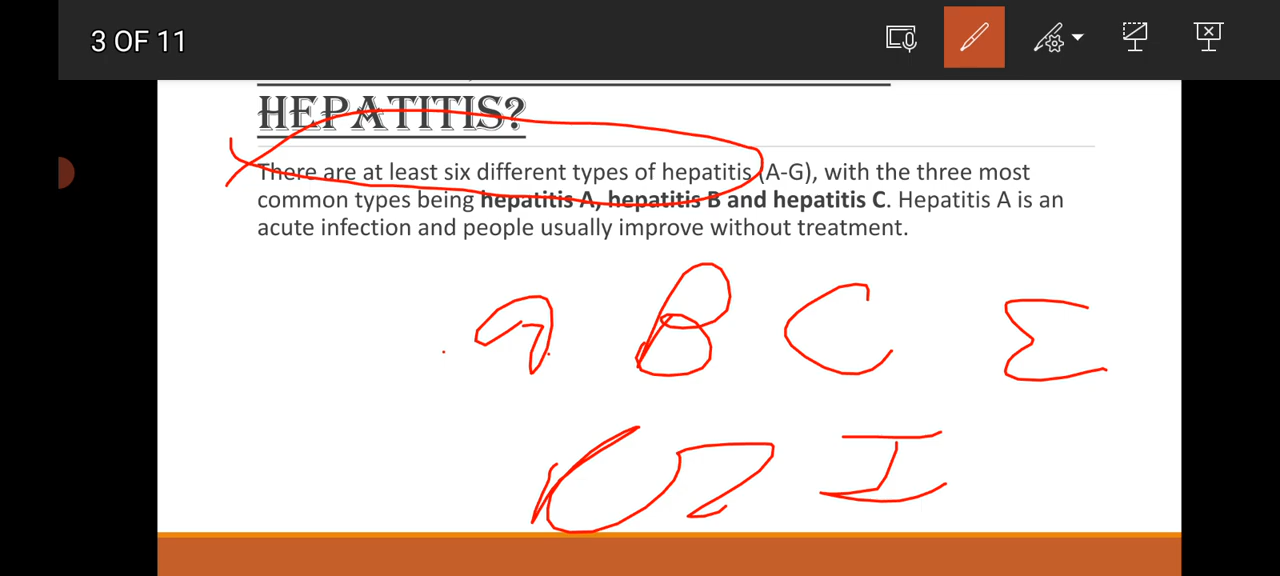 3 OF 11
HEPATITIS?
There are at least six different types of hepatitis (A-G), with the three most
common types being hepatitis A, hepatitis B and hepatitis C. Hepatitis A is an
acute infection and people usually improve without treatment.
B C
I